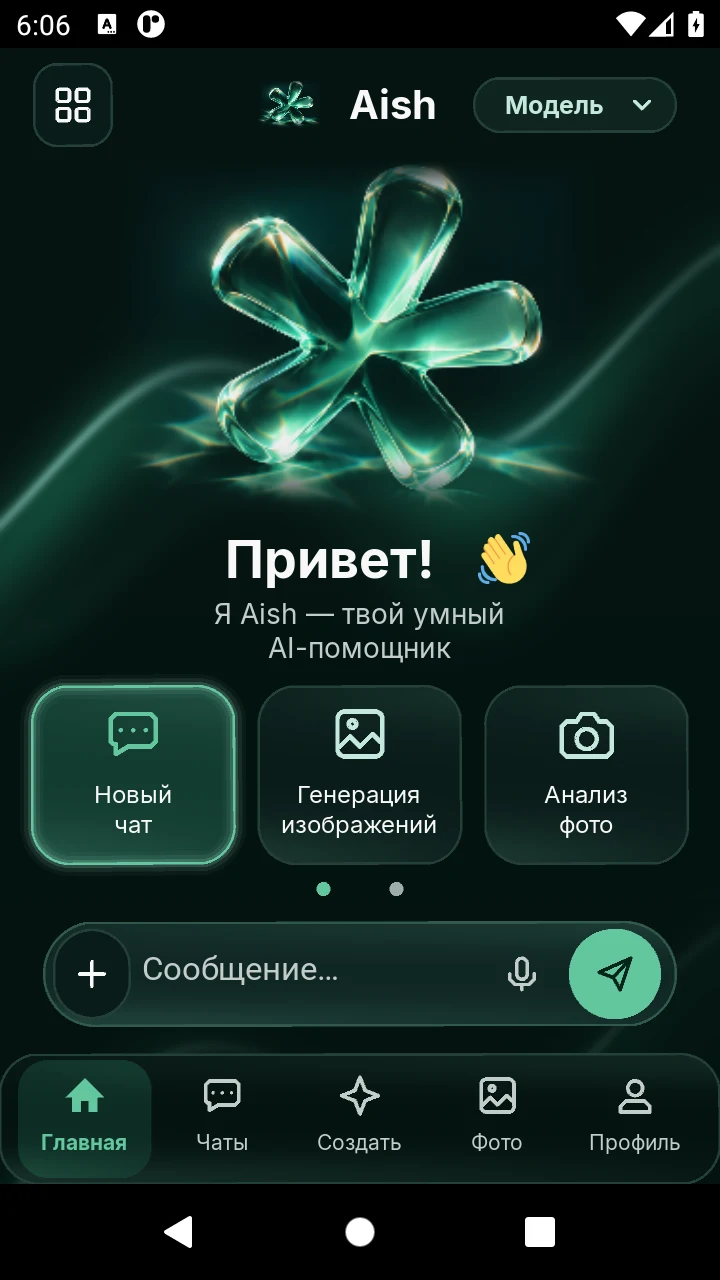 6:06
Aish
Модель
Привет! 👋
Я Aish — твой умный
AI-помощник
Новый
чат
Генерация
изображений
Анализ
фото
Сообщение...
Главная
Чаты
Создать
Фото
Профиль